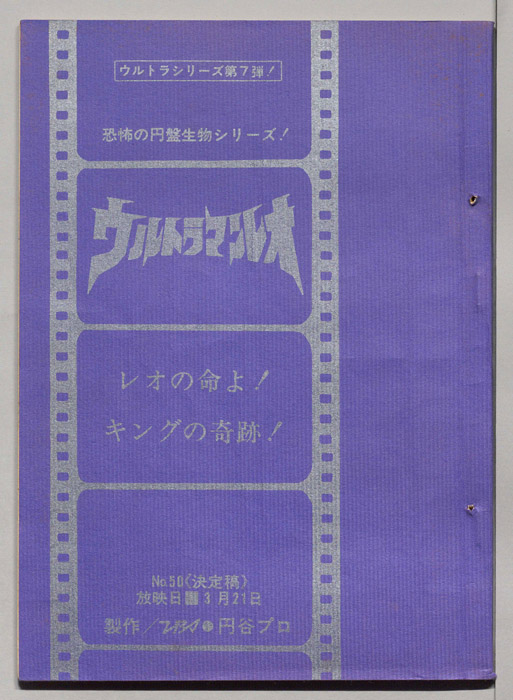 ウルトラシリーズ第7弾!
恐怖の円盤生物シリーズ!
ウルトラマンレオ
レオの命よ!
キングの奇跡!
No.50(決定稿)
放映日 3月21日
製作/TBS 円谷プロ